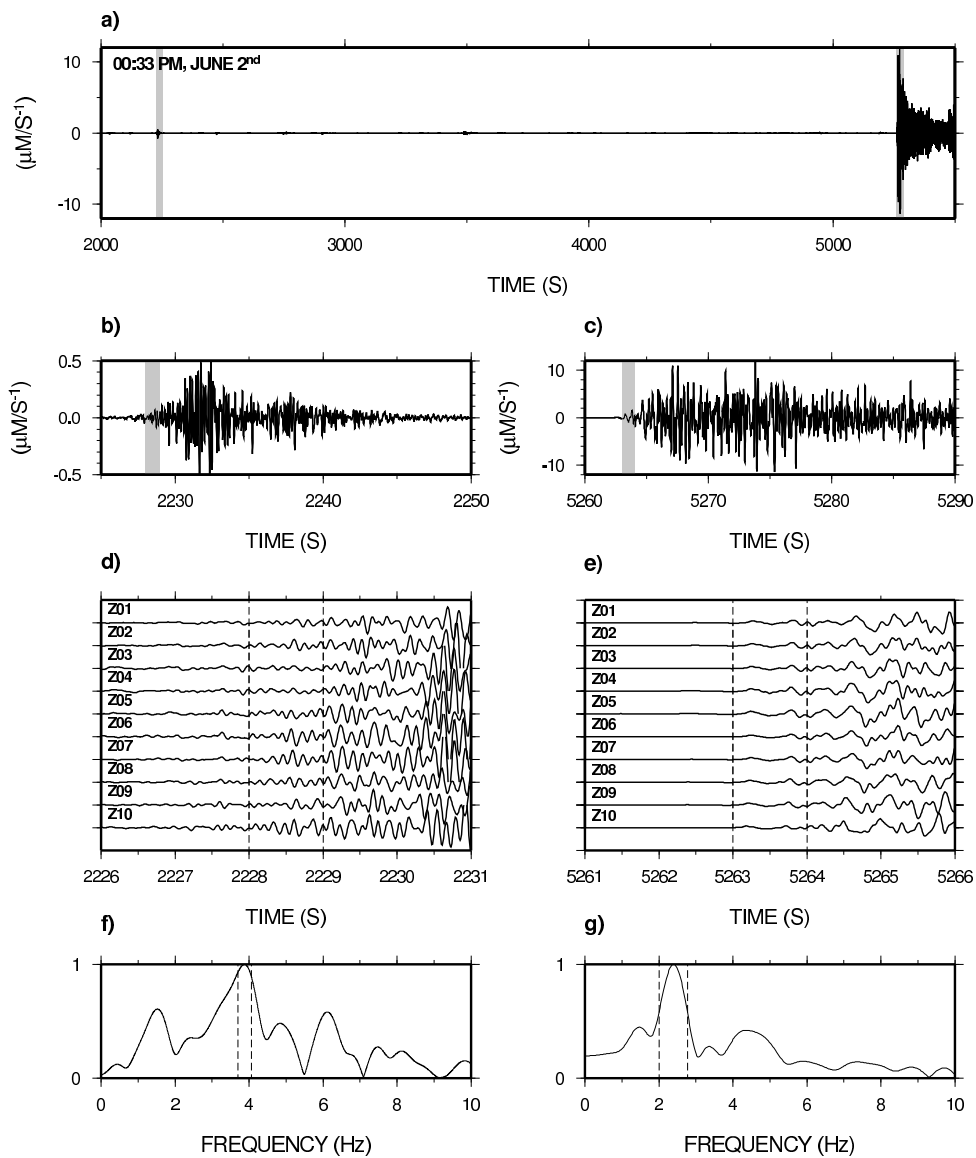 a)
00:33 PM, JUNE 2nd
10
0
-10
(μM/S-1)
2000 3000 4000 5000
TIME (S)
b)
0.5
0.0
-0.5
(μM/S-1)
2230 2240 2250
TIME (S)
c)
10
0
-10
(μM/S-1)
5260 5270 5280 5290
TIME (S)
d)
Z01
Z02
Z03
Z04
Z05
Z06
Z07
Z08
Z09
Z10
2226 2227 2228 2229 2230 2231
TIME (S)
e)
Z01
Z02
Z03
Z04
Z05
Z06
Z07
Z08
Z09
Z10
5261 5262 5263 5264 5265 5266
TIME (S)
f)
1
0
0 2 4 6 8 10
FREQUENCY (Hz)
g)
1
0
0 2 4 6 8 10
FREQUENCY (Hz)